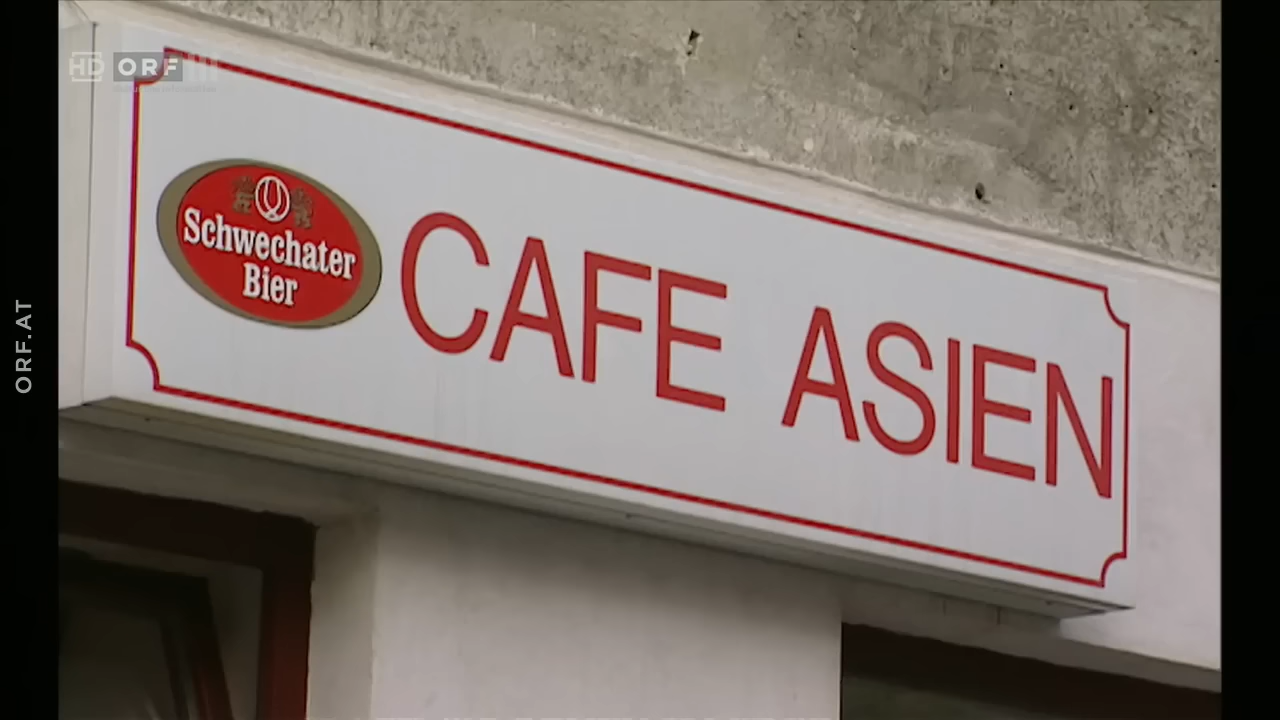 HD ORF III
ORF.AT
Schwechater
Bier
CAFE ASIEN